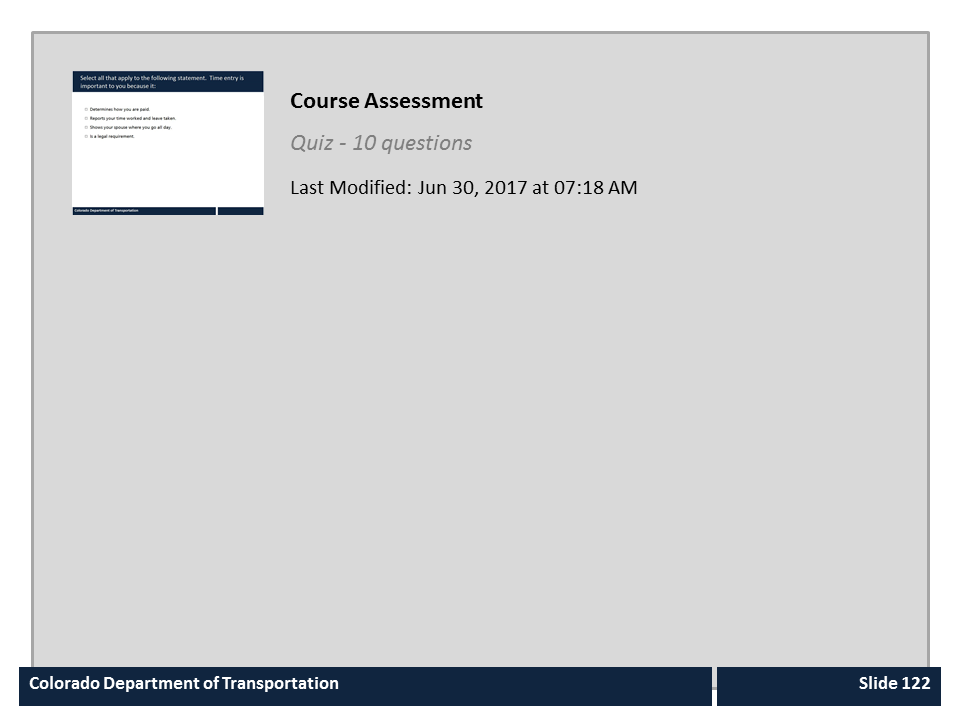 Select all that apply to the following statement. Time entry is
important to you because it:
Determines how you are paid.
Reports your time worked and leave taken.
Shows your spouse where you go all day.
Is a legal requirement.
Colorado Department of Transportation
Course Assessment
Quiz - 10 questions
Last Modified: Jun 30, 2017 at 07:18 AM
Colorado Department of Transportation
Slide 122